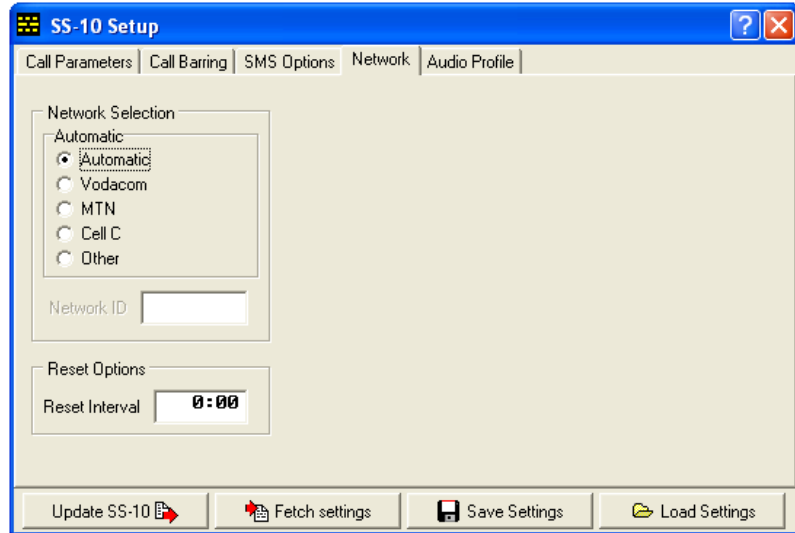 SS-10 Setup
Call Parameters Call Barring SMS Options Network Audio Profile
Network Selection
Automatic
Automatic
Vodacom
MTN
Cell C
Other
Network ID
Reset Options
Reset Interval 0:00
Update SS-10 Fetch settings Save Settings Load Settings